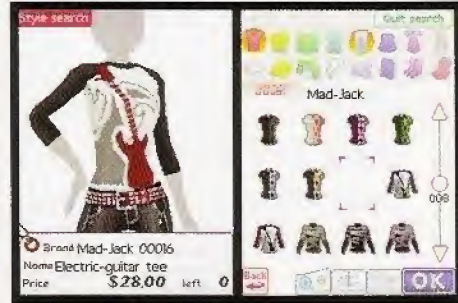 Style search
Brand Mad-Jack 00016
Name Electric-guitar tee
Price $28.00 left 0
Quit search
Mad-Jack
008
Back
OK